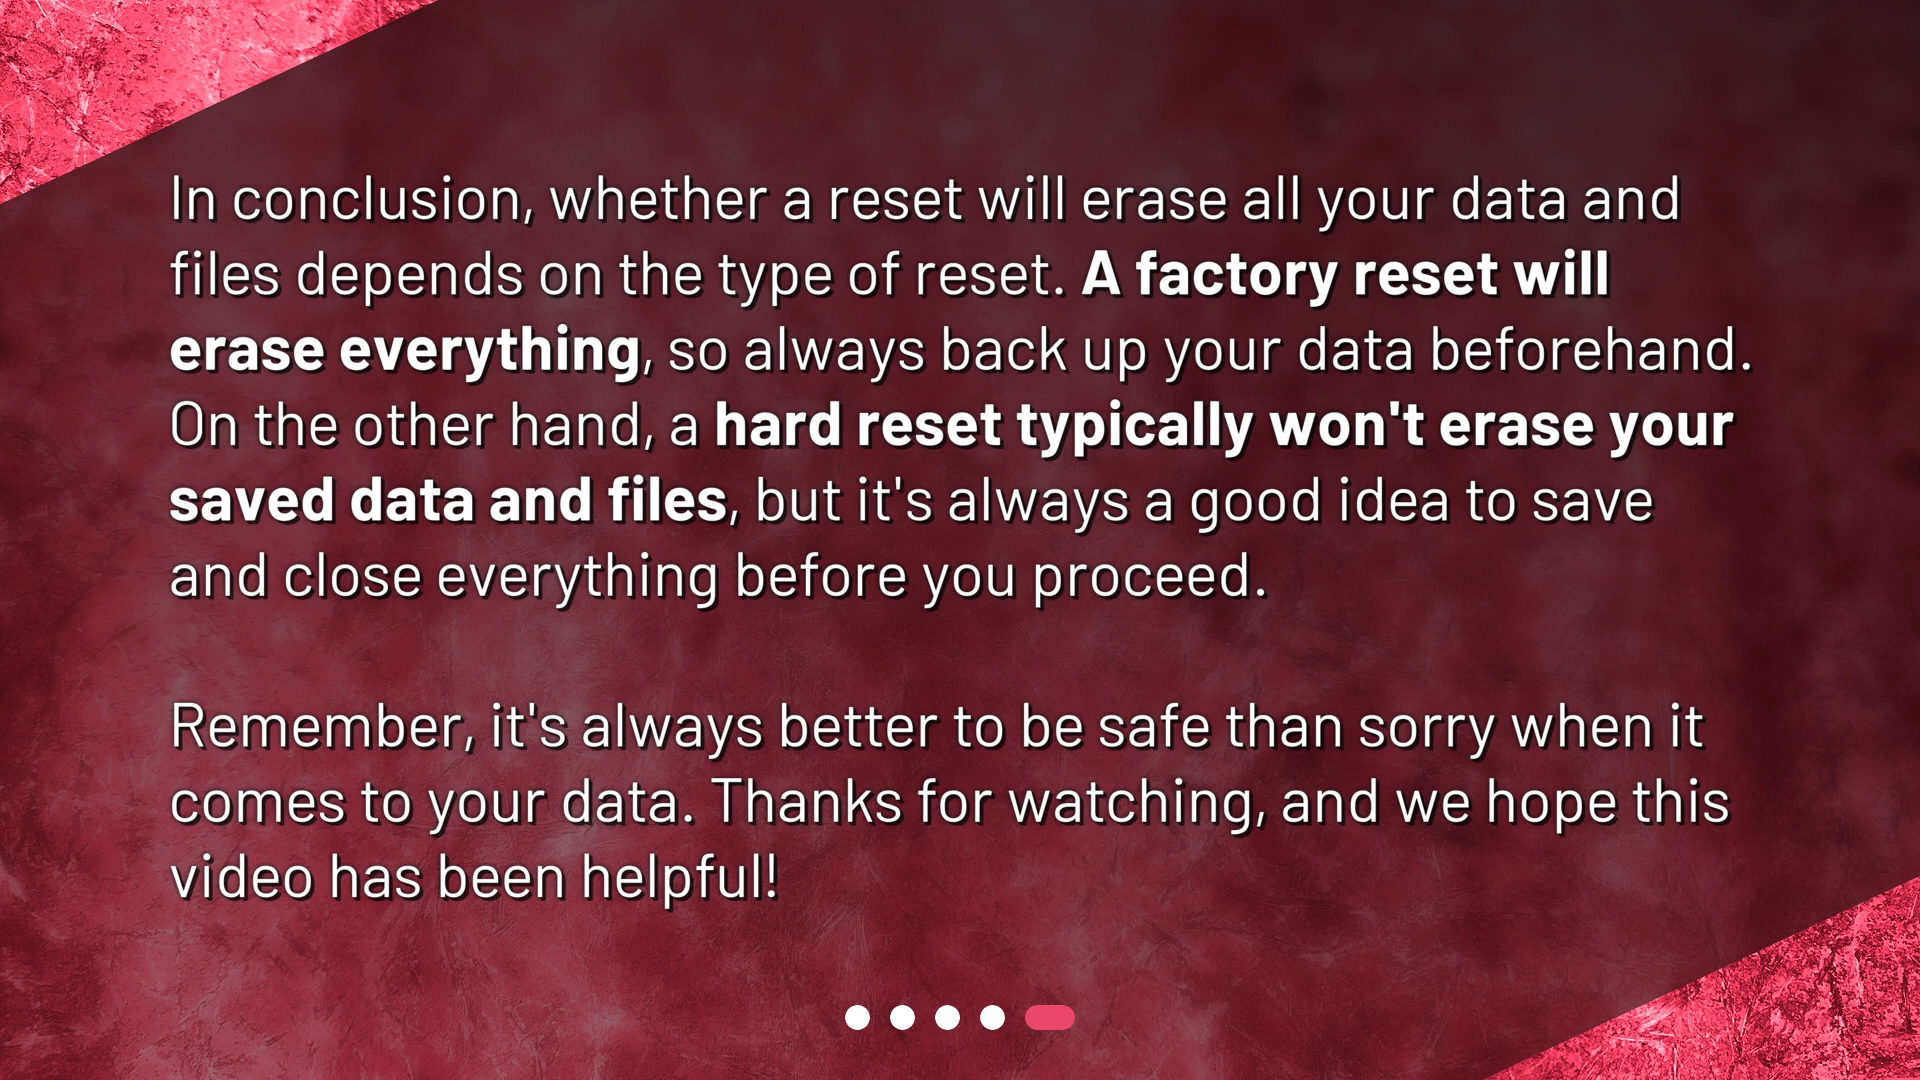 In conclusion, whether a reset will erase all your data and
files depends on the type of reset. A factory reset will
erase everything, so always back up your data beforehand.
On the other hand, a hard reset typically won't erase your
saved data and files, but it's always a good idea to save
and close everything before you proceed.
Remember, it's always better to be safe than sorry when it
comes to your data. Thanks for watching, and we hope this
video has been helpful!